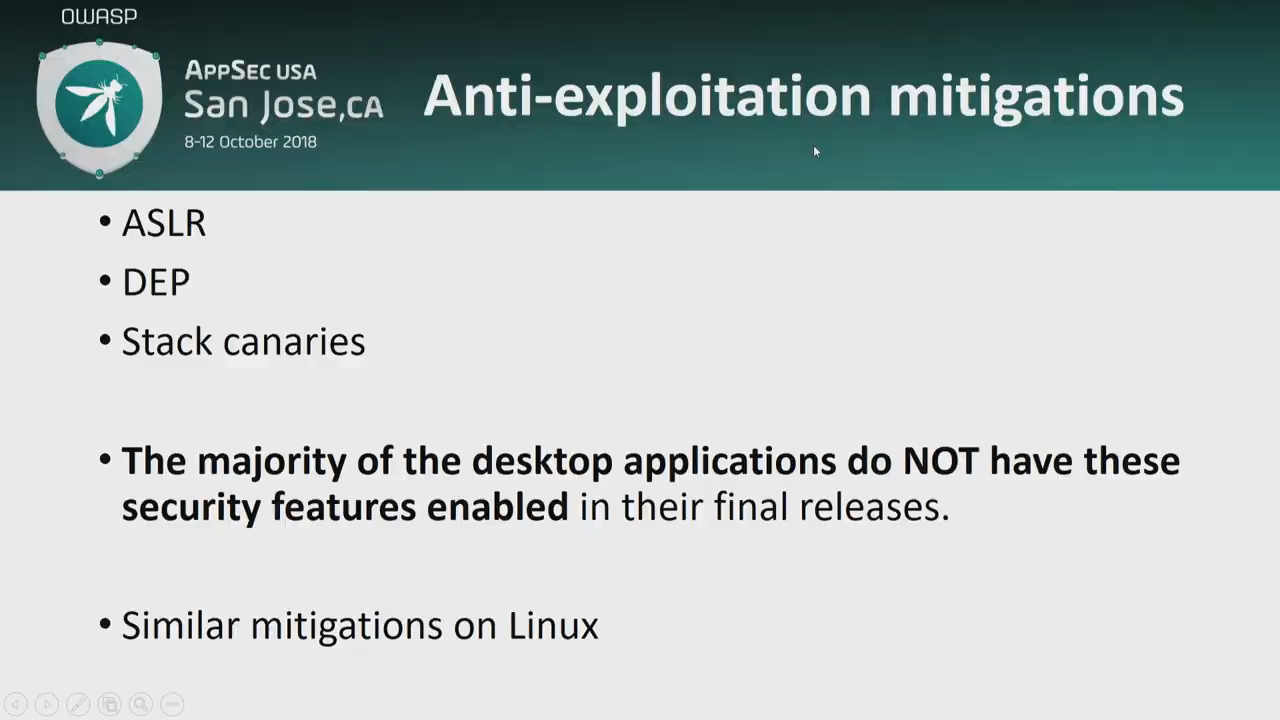 OWASP
APPSEC USA
San Jose,CA
8-12 October 2018
Anti-exploitation mitigations
• ASLR
• DEP
• Stack canaries
• The majority of the desktop applications do NOT have these
security features enabled in their final releases.
• Similar mitigations on Linux